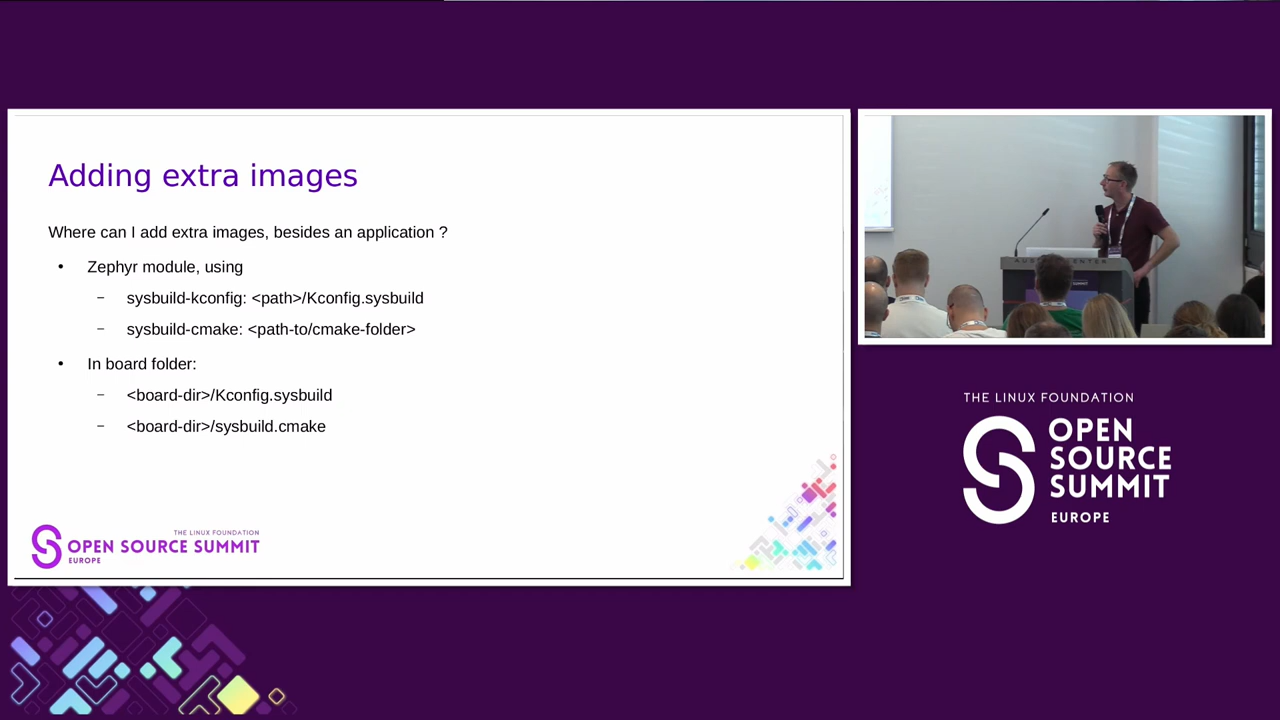 Adding extra images
Where can I add extra images, besides an application ?
• Zephyr module, using
– sysbuild-kconfig: <path>/Kconfig.sysbuild
– sysbuild-cmake: <path-to/cmake-folder>
• In board folder:
– <board-dir>/Kconfig.sysbuild
– <board-dir>/sysbuild.cmake
THE LINUX FOUNDATION
OPEN SOURCE SUMMIT
EUROPE
THE LINUX FOUNDATION
OPEN
SOURCE
SUMMIT
EUROPE